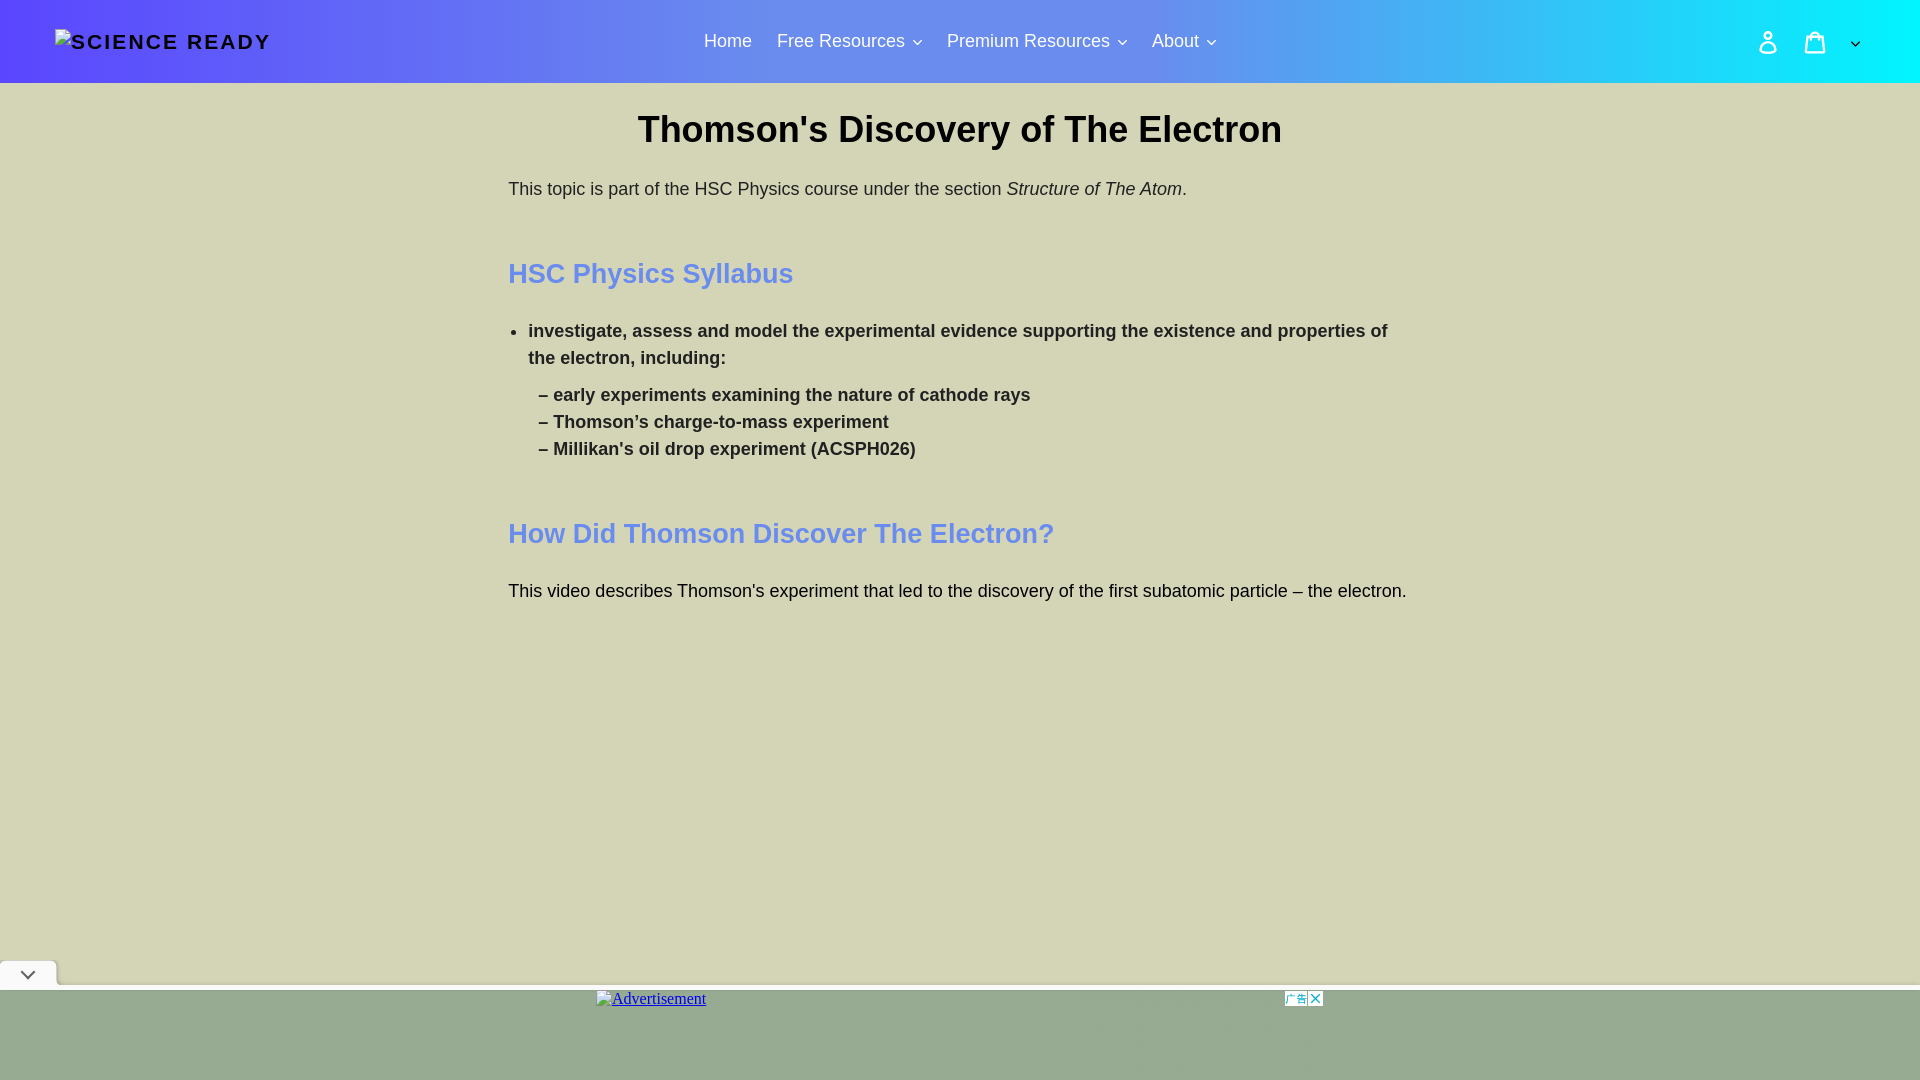 SCIENCE READY
Home
Free Resources
Premium Resources
About
Thomson's Discovery of The Electron
This topic is part of the HSC Physics course under the section Structure of The Atom.
HSC Physics Syllabus
• investigate, assess and model the experimental evidence supporting the existence and properties of
the electron, including:
– early experiments examining the nature of cathode rays
– Thomson’s charge-to-mass experiment
– Millikan's oil drop experiment (ACSPH026)
How Did Thomson Discover The Electron?
This video describes Thomson's experiment that led to the discovery of the first subatomic particle – the electron.
Advertisement
广告